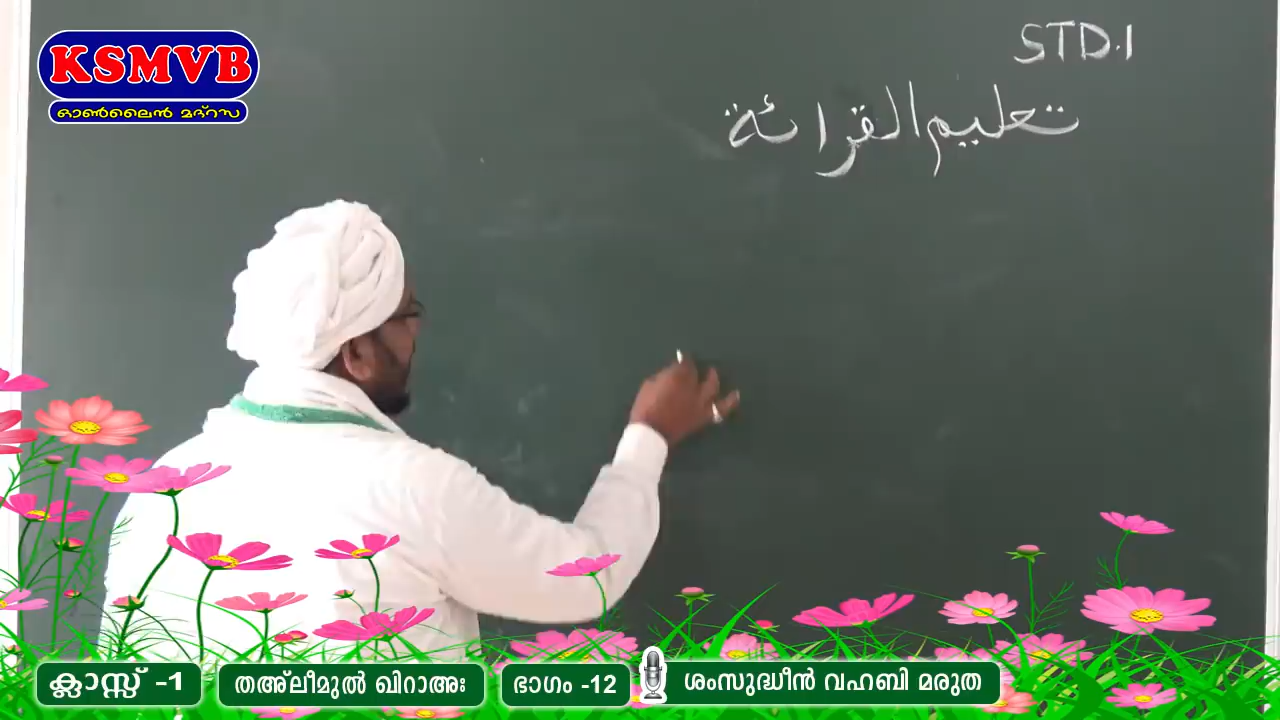 KSMVB
ഓൺലൈൻ മദ്റസ
STD.1
تعليم القرائة
ക്ലാസ്സ് -1
തഅ്ലീമുൽ ഖിറാഅഃ
ഭാഗം -12
ശംസുദ്ധീൻ വഹബി മരുത